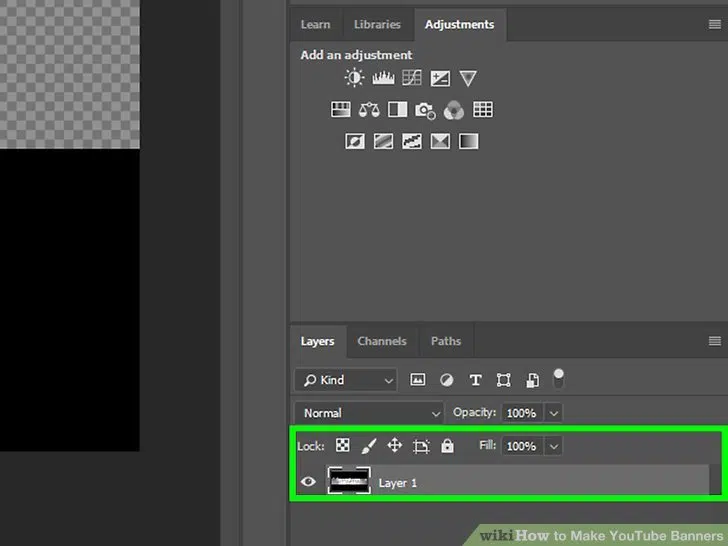 Learn Libraries Adjustments
Add an adjustment
Layers Channels Paths
Kind
Normal Opacity: 100%
Lock: Fill: 100%
Layer 1
wikiHow to Make YouTube Banners